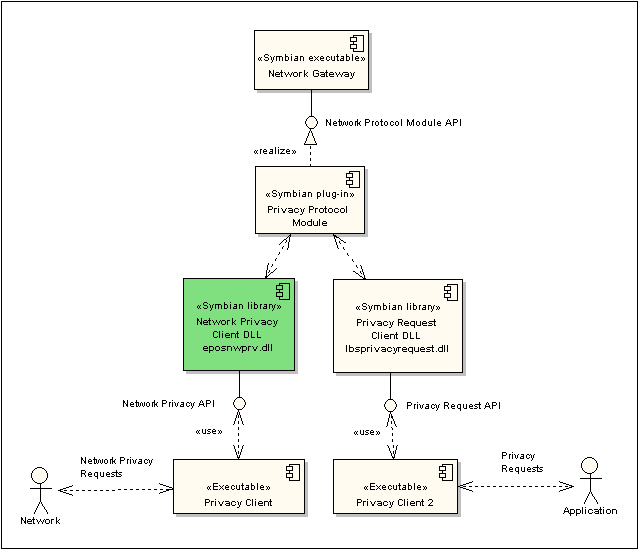 «Symbian executable»
Network Gateway
Network Protocol Module API
«realize»
«Symbian plug-in»
Privacy Protocol
Module
«Symbian library»
Network Privacy
Client DLL
eposnwprv.dll
«Symbian library»
Privacy Request
Client DLL
lbsprivacyrequest.dll
Network Privacy API
Privacy Request API
«use»
«use»
Network Privacy
Requests
Privacy
Requests
«Executable»
Privacy Client
«Executable»
Privacy Client 2
Network
Application